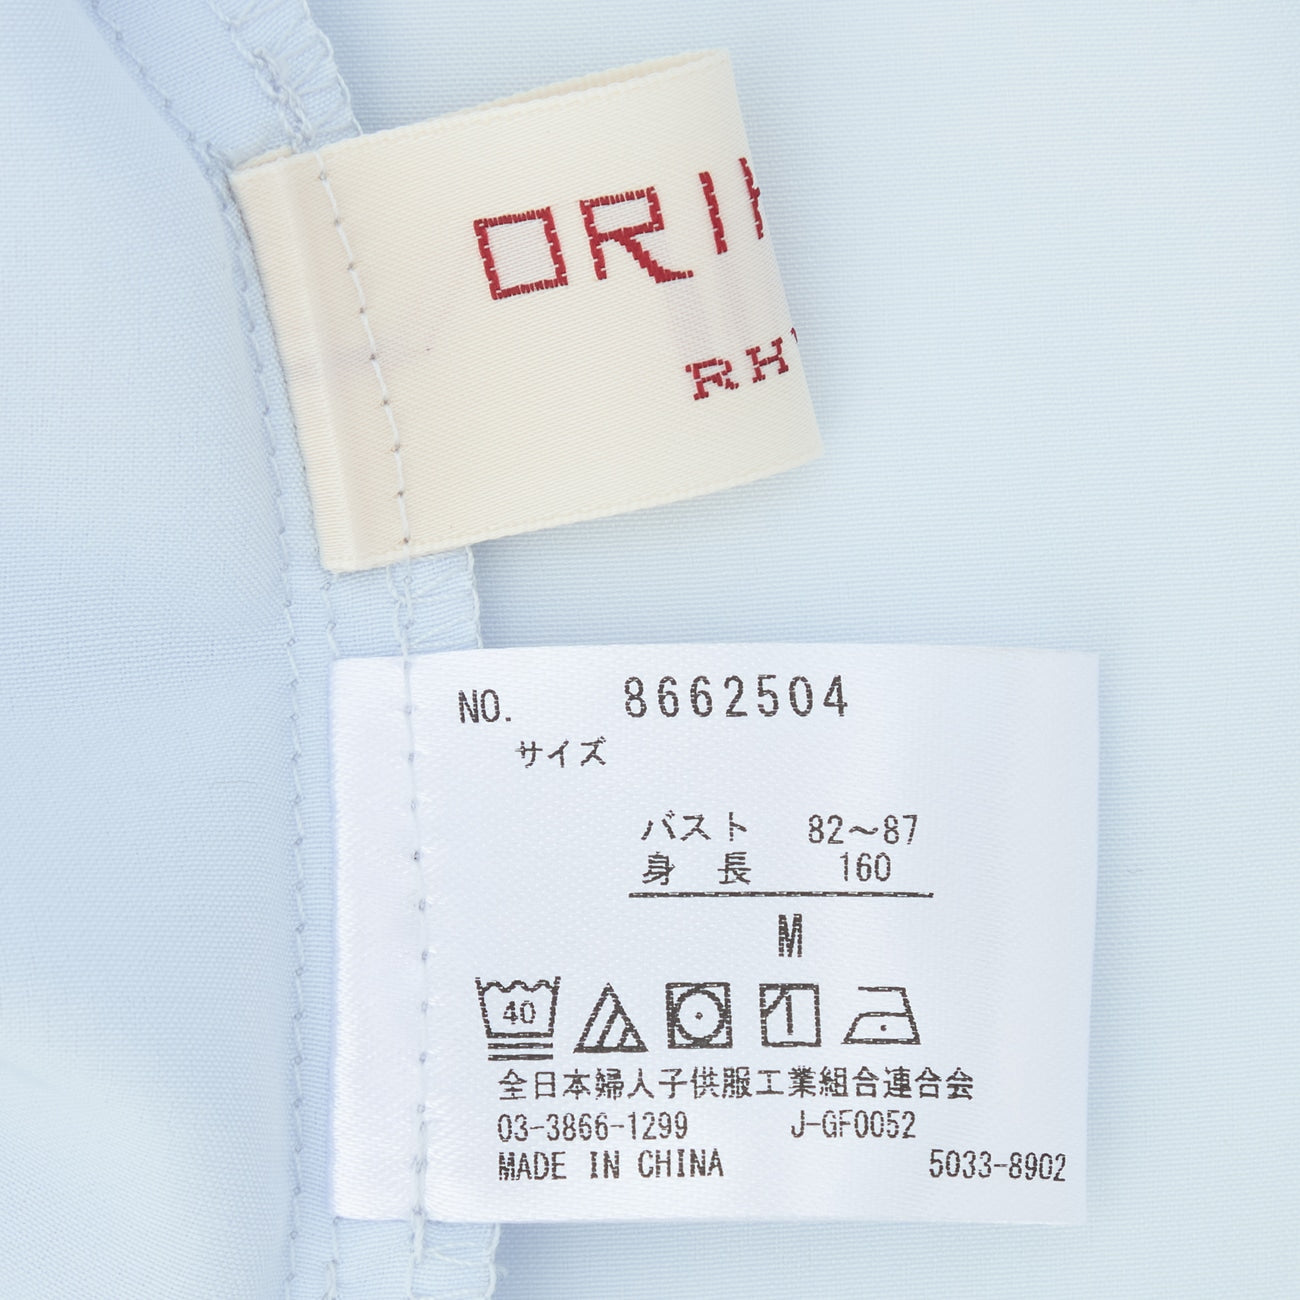 ORI
RH
NO. 8662504
サイズ
バスト 82〜87
身長 160
M
40
全日本婦人子供服工業組合連合会
03-3866-1299 J-GF0052
MADE IN CHINA 5033-8902